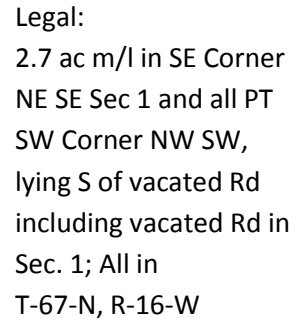 Legal:
2.7 ac m/l in SE Corner
NE SE Sec 1 and all PT
SW Corner NW SW,
lying S of vacated Rd
including vacated Rd in
Sec. 1; All in
T-67-N, R-16-W